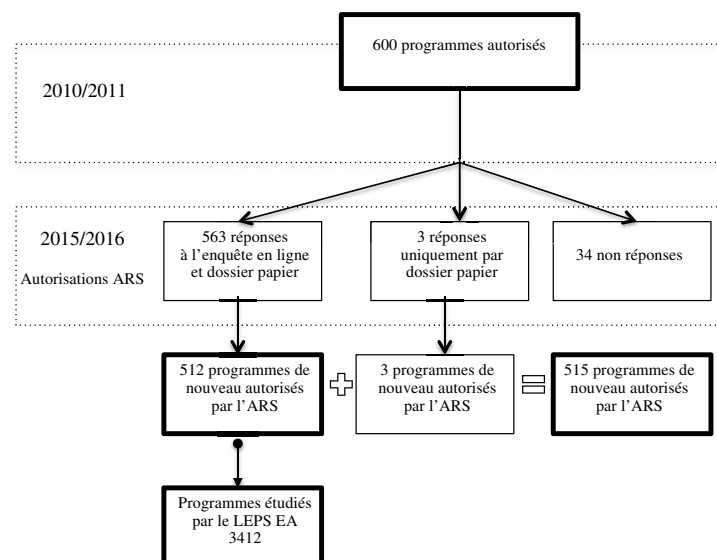 600 programmes autorisés
2010/2011
2015/2016
Autorisations ARS
563 réponses
à l’enquête en ligne
et dossier papier
3 réponses
uniquement par
dossier papier
34 non réponses
512 programmes de
nouveau autorisés
par l’ARS
3 programmes de
nouveau autorisés
par l’ARS
515 programmes de
nouveau autorisés
par l’ARS
Programmes étudiés
par le LEPS EA
3412